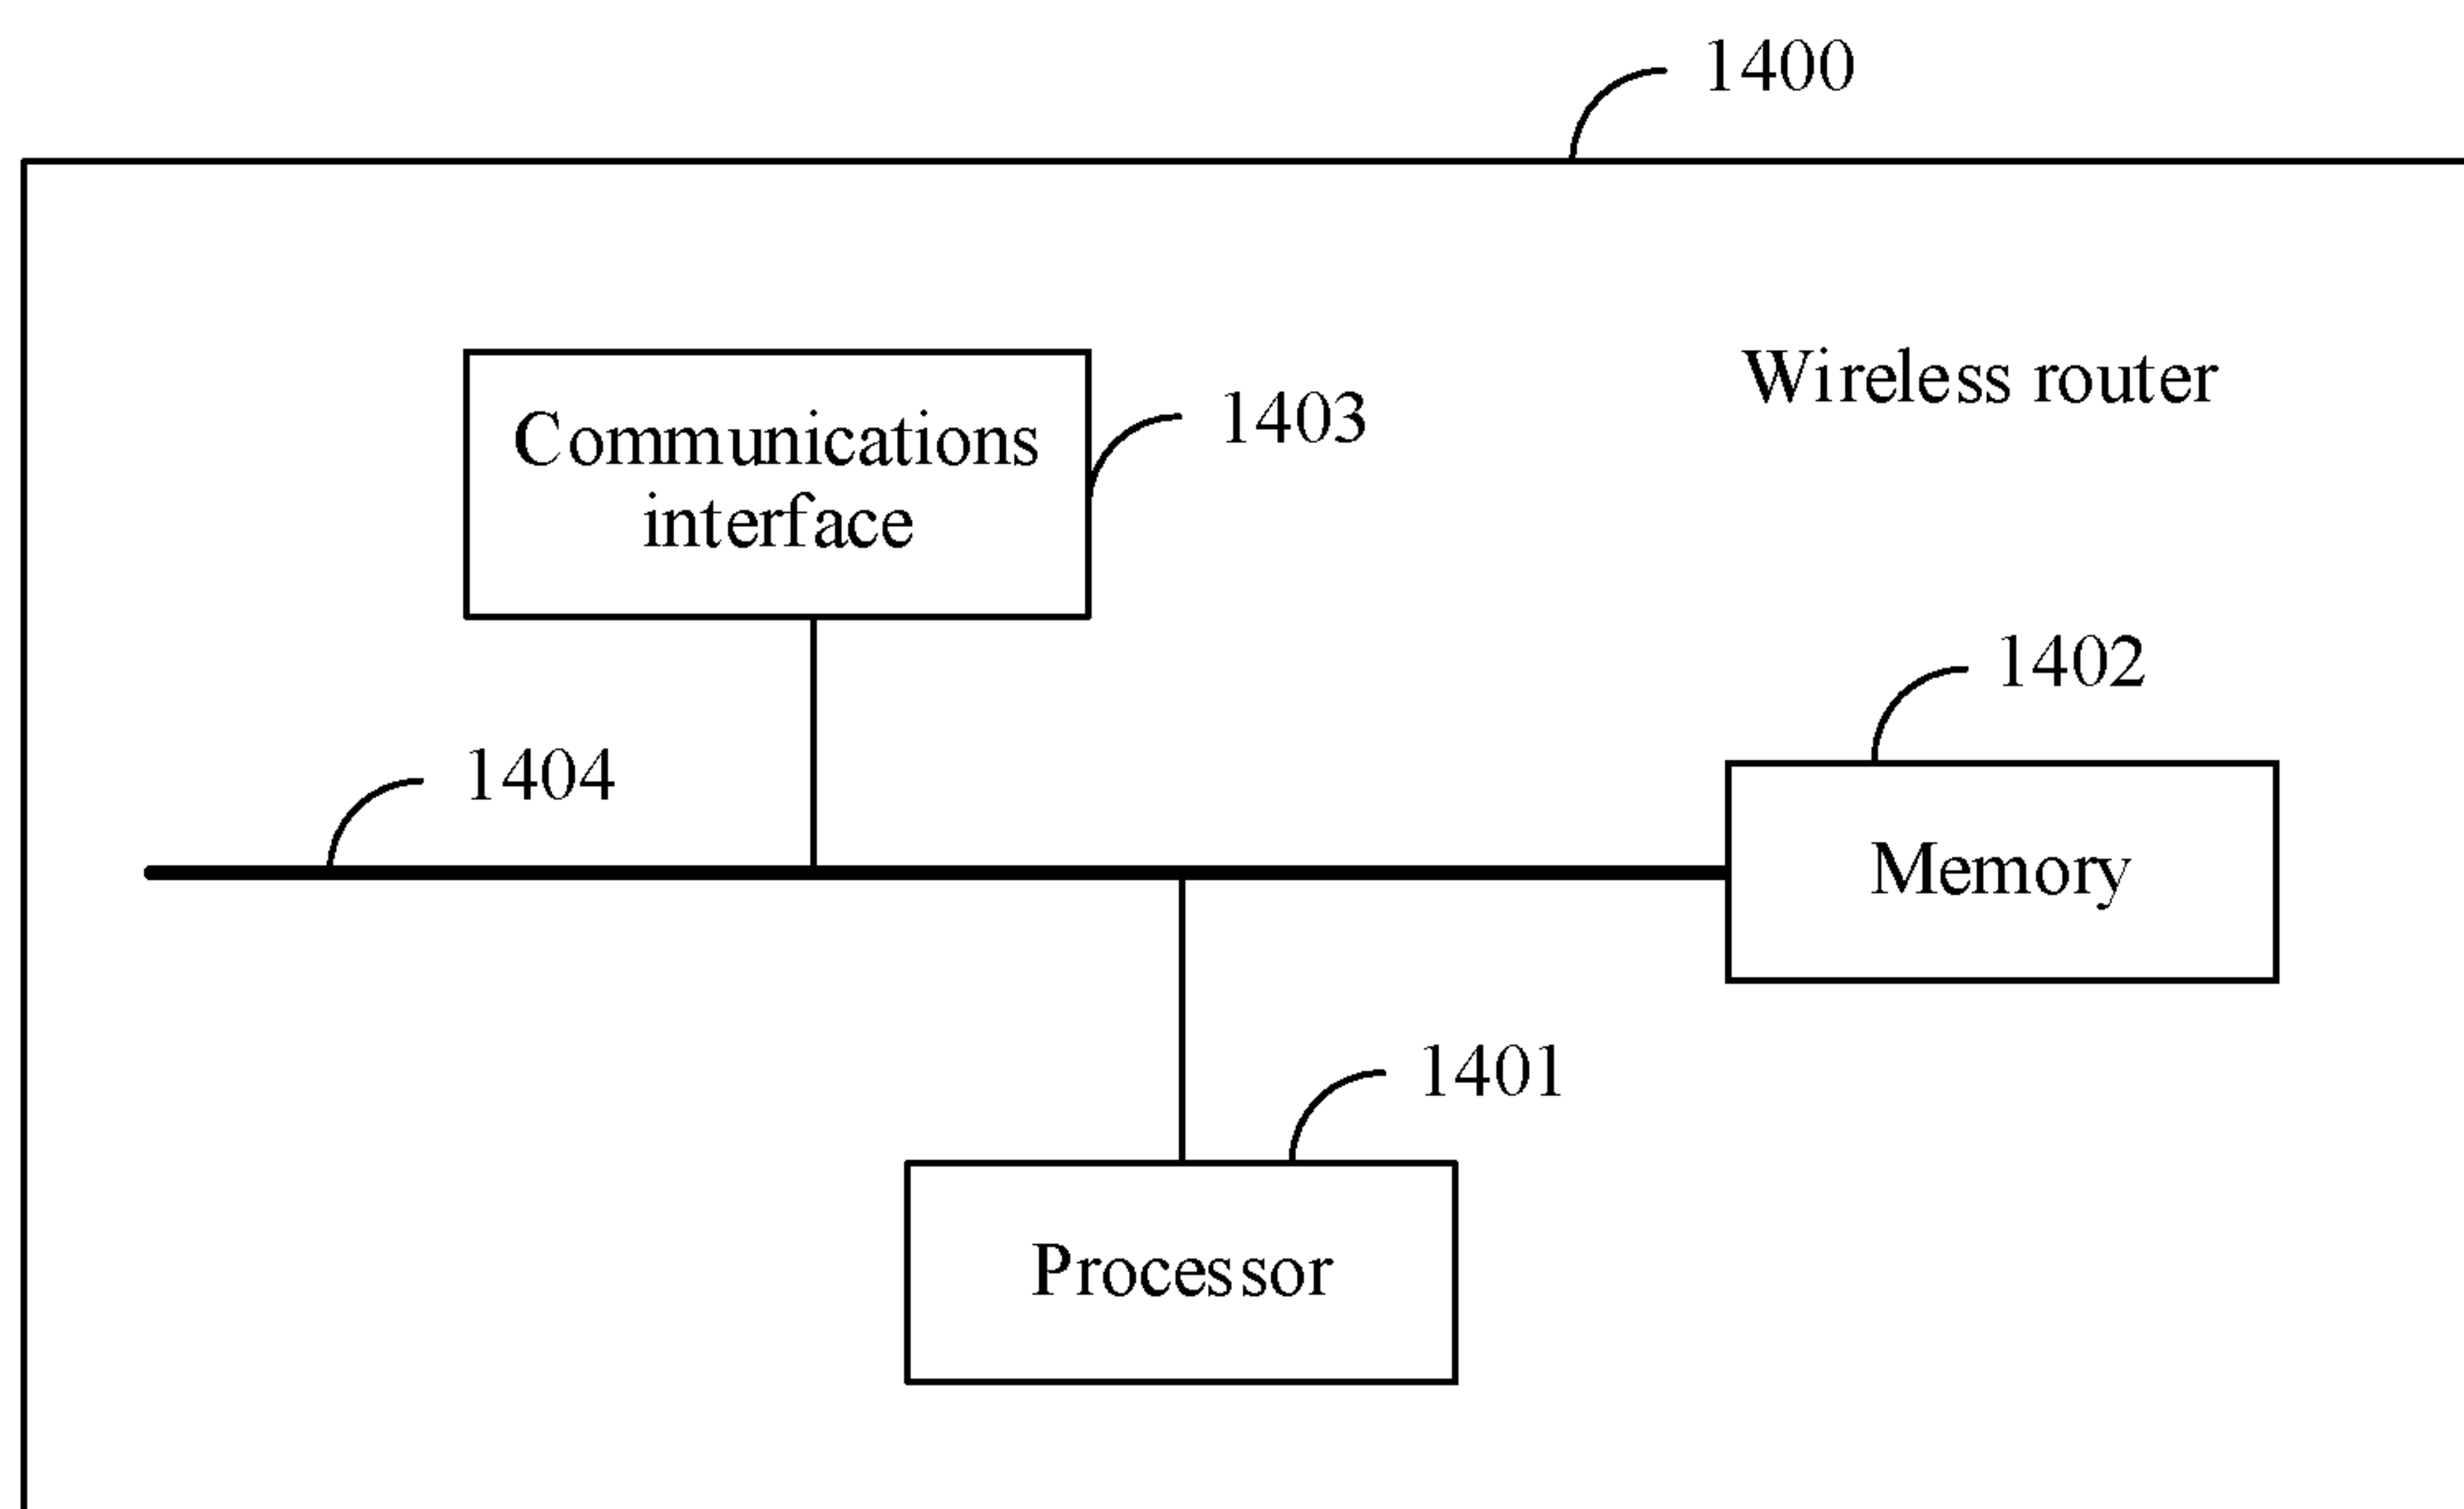 1400
Wireless router
Communications
interface
1403
1402
1404
Memory
1401
Processor